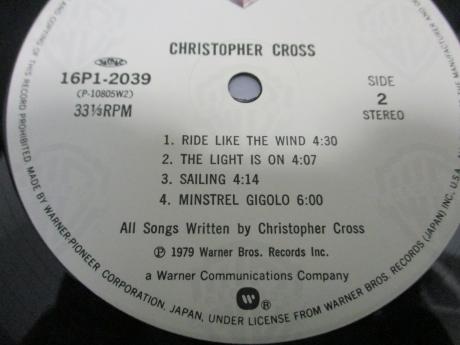 CHRISTOPHER CROSS
16P1-2039
(P-10805W2)
33⅓RPM
SIDE
2
STEREO
1. RIDE LIKE THE WIND 4:30
2. THE LIGHT IS ON 4:07
3. SAILING 4:14
4. MINSTREL GIGOLO 6:00
All Songs Written by Christopher Cross
Ⓟ 1979 Warner Bros. Records Inc.
a Warner Communications Company
AND COPYING OF THIS RECORD PROHIBITED. MADE BY WARNER-PIONEER CORPORATION, JAPAN, UNDER LICENSE FROM WARNER BROS. RECORDS (JAPAN) INC. U.S.A.
THE MANUFACTURER AND